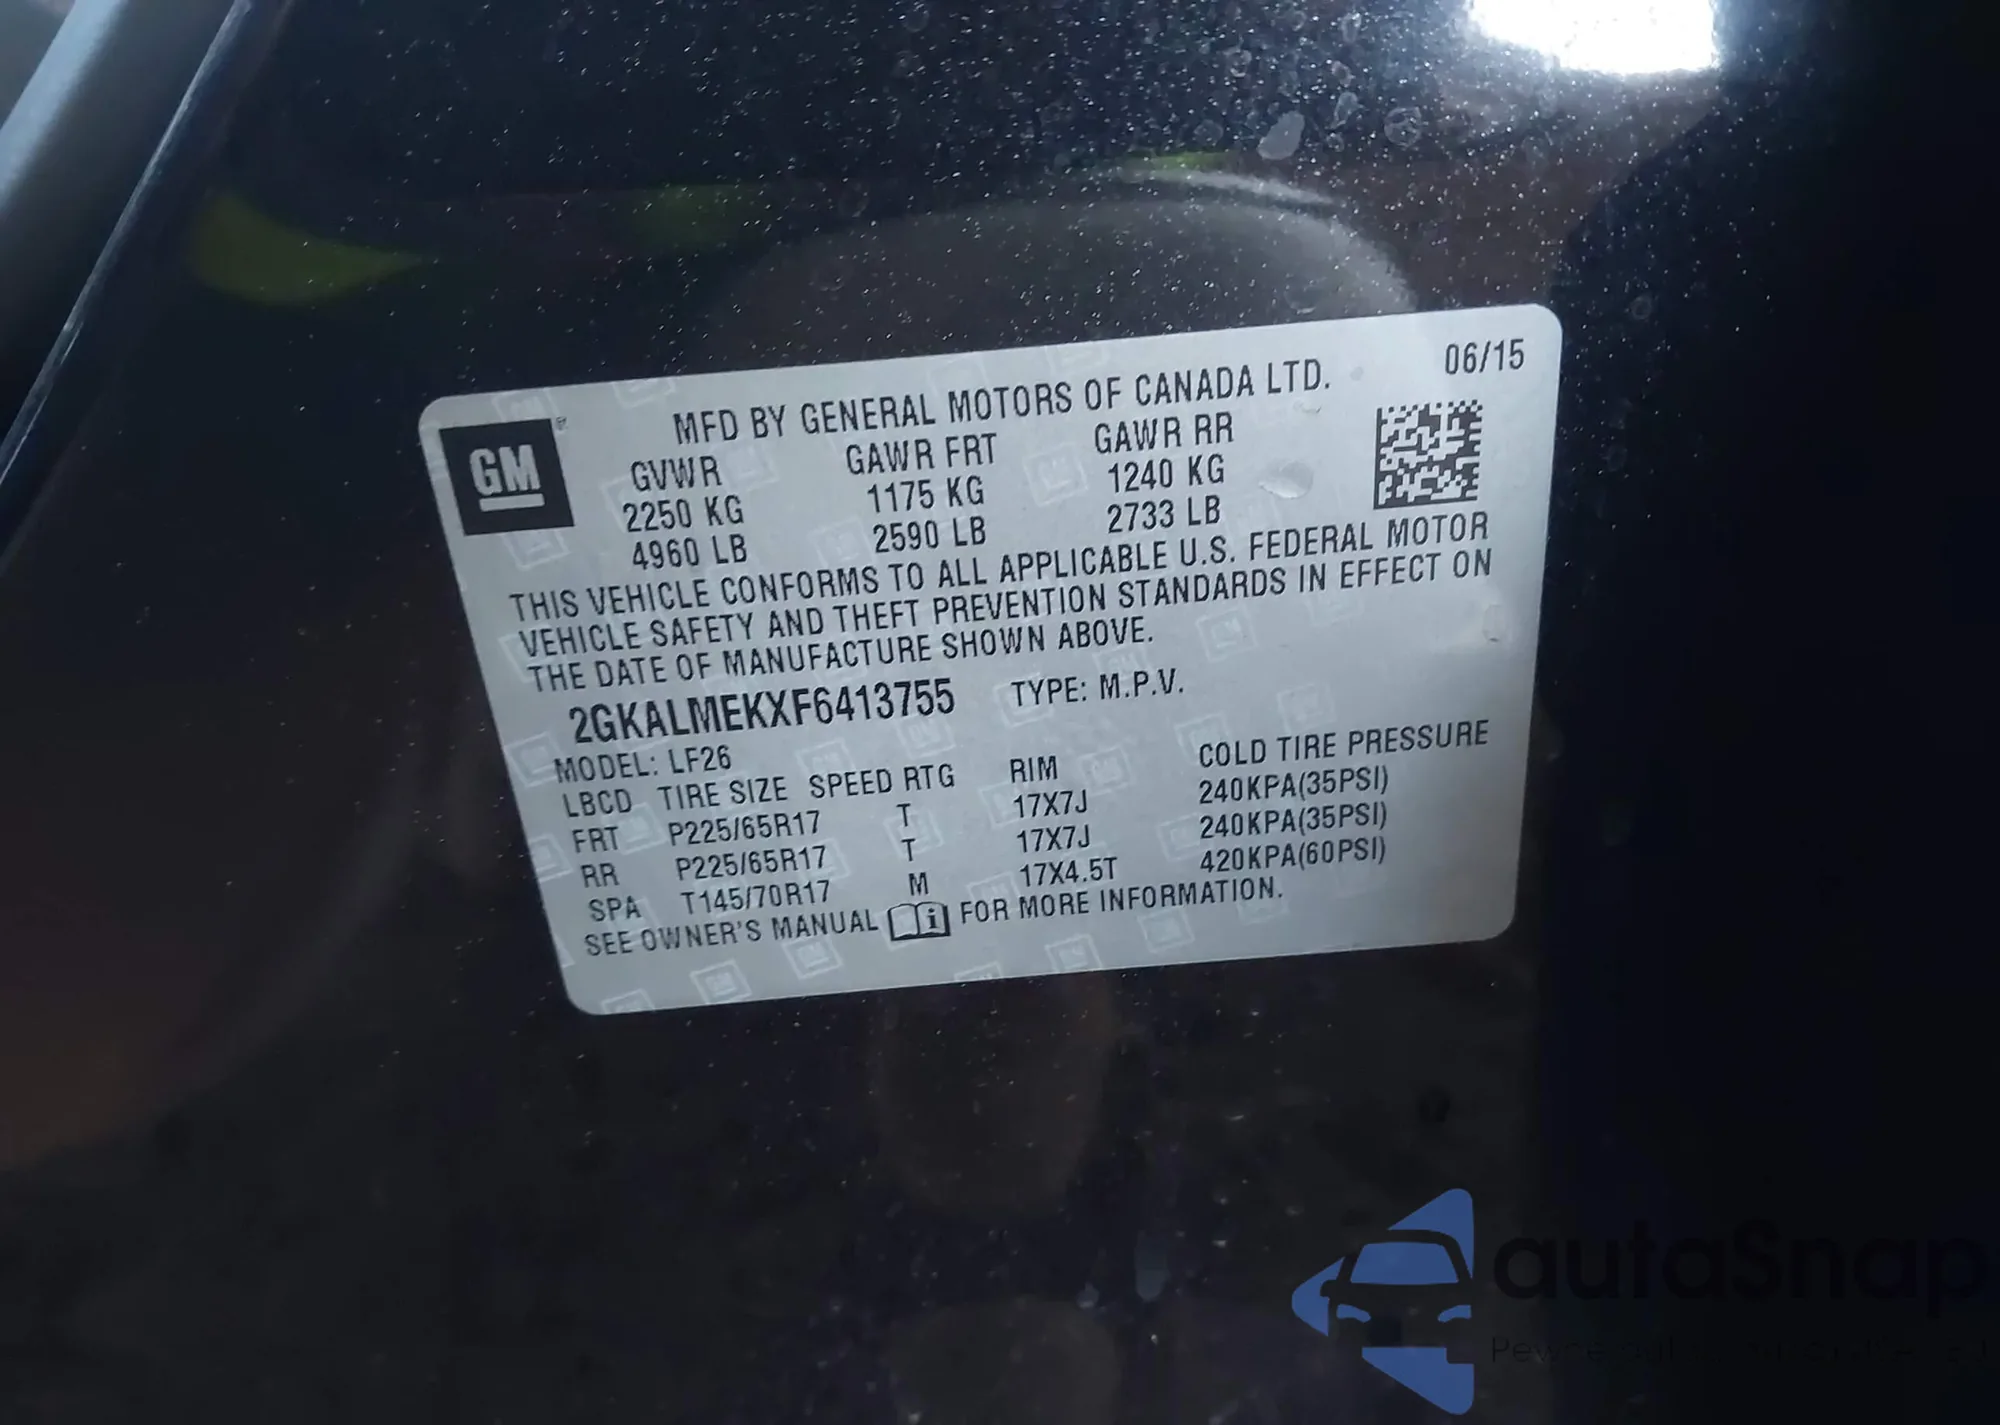 06/15
MFD BY GENERAL MOTORS OF CANADA LTD.
GM
GVWR GAWR FRT GAWR RR
2250 KG 1175 KG 1240 KG
4960 LB 2590 LB 2733 LB
THIS VEHICLE CONFORMS TO ALL APPLICABLE U.S. FEDERAL MOTOR
VEHICLE SAFETY AND THEFT PREVENTION STANDARDS IN EFFECT ON
THE DATE OF MANUFACTURE SHOWN ABOVE.
2GKALMEKXF6413755 TYPE: M.P.V.
MODEL: LF26
LBCD TIRE SIZE SPEED RTG RIM COLD TIRE PRESSURE
FRT P225/65R17 T 17X7J 240KPA(35PSI)
RR P225/65R17 T 17X7J 240KPA(35PSI)
SPA T145/70R17 M 17X4.5T 420KPA(60PSI)
SEE OWNER'S MANUAL FOR MORE INFORMATION.
autaSnap